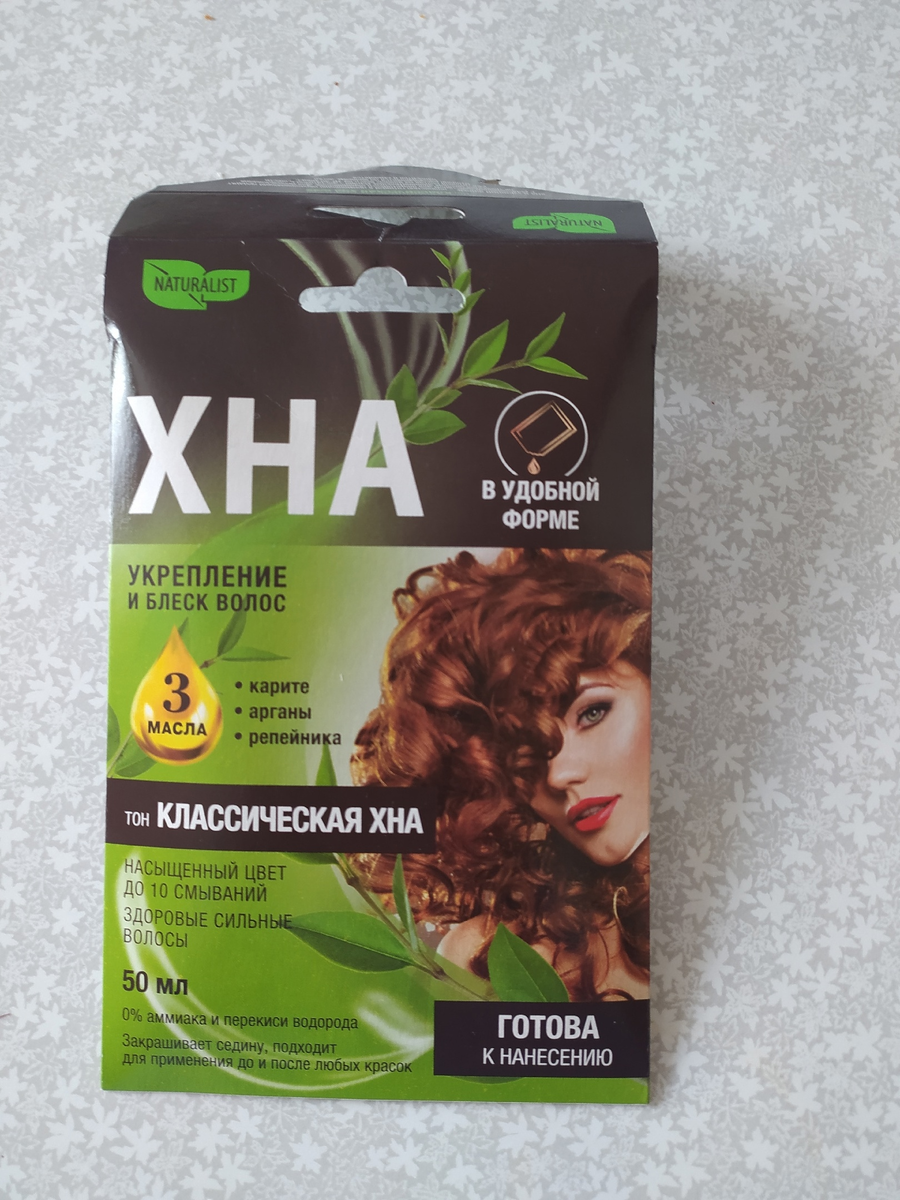 NATURALIST
NATURALIST
ХНА
В УДОБНОЙ
ФОРМЕ
УКРЕПЛЕНИЕ
И БЛЕСК ВОЛОС
3
МАСЛА
• карите
• арганы
• репейника
тон КЛАССИЧЕСКАЯ ХНА
НАСЫЩЕННЫЙ ЦВЕТ
ДО 10 СМЫВАНИЙ
ЗДОРОВЫЕ СИЛЬНЫЕ
ВОЛОСЫ
50 мл
0% аммиака и перекиси водорода
Закрашивает седину, подходит
для применения до и после любых красок
ГОТОВА
К НАНЕСЕНИЮ